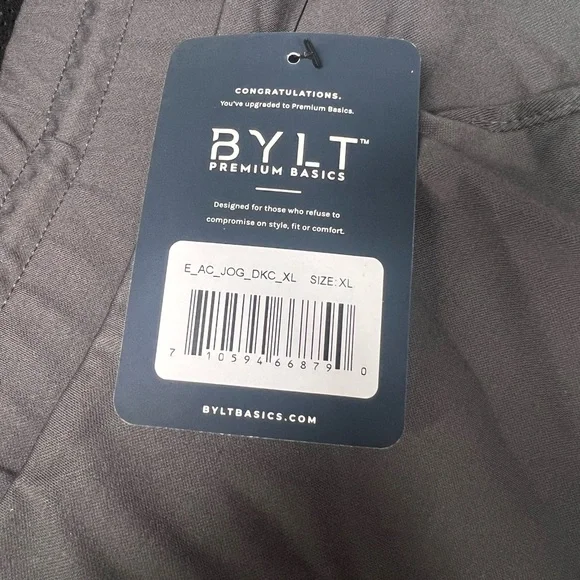 CONGRATULATIONS.
You've upgraded to Premium Basics.
BYLT™
PREMIUM BASICS
Designed for those who refuse to
compromise on style, fit or comfort.
E_AC_JOG_DKC_XL SIZE: XL
7 10594 66879 0
BYLTBASICS.COM